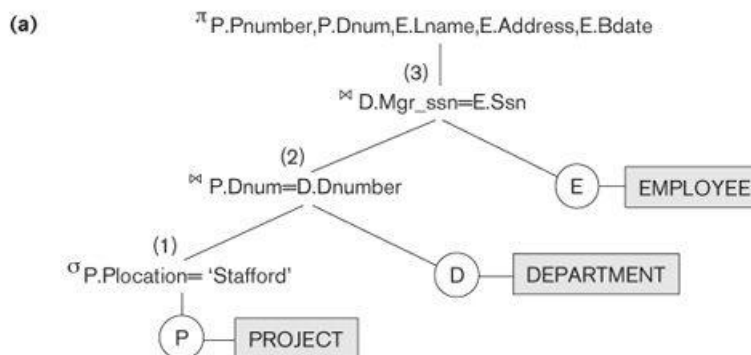 (a)
π P.Pnumber,P.Dnum,E.Lname,E.Address,E.Bdate
(3)
⋈ D.Mgr_ssn=E.Ssn
(2)
⋈ P.Dnum=D.Dnumber
E
EMPLOYEE
(1)
σ P.Plocation= ‘Stafford’
D
DEPARTMENT
P
PROJECT